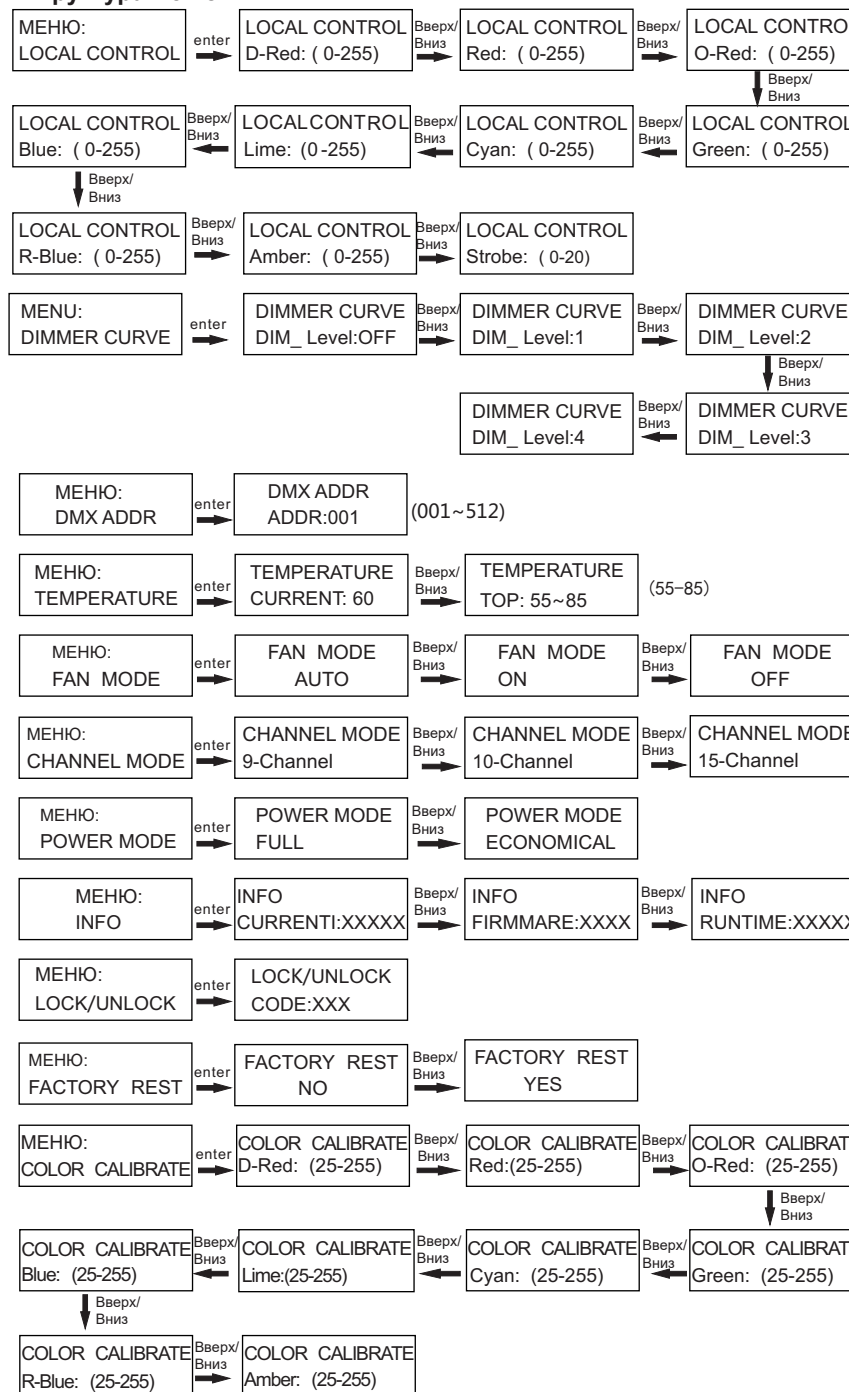 МЕНЮ:
LOCAL CONTROL
enter
LOCAL CONTROL
D-Red: ( 0-255)
Вверх/
Вниз
LOCAL CONTROL
Red: ( 0-255)
Вверх/
Вниз
LOCAL CONTRO
O-Red: ( 0-255)
Вверх/
Вниз
LOCAL CONTROL
Blue: ( 0-255)
Вверх/
Вниз
LOCALCONTROL
Lime: (0-255)
Вверх/
Вниз
LOCAL CONTROL
Cyan: ( 0-255)
Вверх/
Вниз
LOCAL CONTROL
Green: ( 0-255)
Вверх/
Вниз
LOCAL CONTROL
R-Blue: ( 0-255)
Вверх/
Вниз
LOCAL CONTROL
Amber: ( 0-255)
Вверх/
Вниз
LOCAL CONTROL
Strobe: ( 0-20)
MENU:
DIMMER CURVE
enter
DIMMER CURVE
DIM_ Level:OFF
Вверх/
Вниз
DIMMER CURVE
DIM_ Level:1
Вверх/
Вниз
DIMMER CURVE
DIM_ Level:2
Вверх/
Вниз
DIMMER CURVE
DIM_ Level:4
Вверх/
Вниз
DIMMER CURVE
DIM_ Level:3
МЕНЮ:
DMX ADDR
enter
DMX ADDR
ADDR:001
(001~512)
МЕНЮ:
TEMPERATURE
enter
TEMPERATURE
CURRENT: 60
Вверх/
Вниз
TEMPERATURE
TOP: 55~85
(55-85)
МЕНЮ:
FAN MODE
enter
FAN MODE
AUTO
Вверх/
Вниз
FAN MODE
ON
Вверх/
Вниз
FAN MODE
OFF
МЕНЮ:
CHANNEL MODE
enter
CHANNEL MODE
9-Channel
Вверх/
Вниз
CHANNEL MODE
10-Channel
Вверх/
Вниз
CHANNEL MODE
15-Channel
МЕНЮ:
POWER MODE
enter
POWER MODE
FULL
Вверх/
Вниз
POWER MODE
ECONOMICAL
МЕНЮ:
INFO
enter
INFO
CURRENTI:XXXXX
Вверх/
Вниз
INFO
FIRMMARE:XXXX
Вверх/
Вниз
INFO
RUNTIME:XXXXX
МЕНЮ:
LOCK/UNLOCK
enter
LOCK/UNLOCK
CODE:XXX
МЕНЮ:
FACTORY REST
enter
FACTORY REST
NO
Вверх/
Вниз
FACTORY REST
YES
МЕНЮ:
COLOR CALIBRATE
enter
COLOR CALIBRATE
D-Red: (25-255)
Вверх/
Вниз
COLOR CALIBRATE
Red:(25-255)
Вверх/
Вниз
COLOR CALIBRAT
O-Red: (25-255)
Вверх/
Вниз
COLOR CALIBRATE
Blue: (25-255)
Вверх/
Вниз
COLOR CALIBRATE
Lime:(25-255)
Вверх/
Вниз
COLOR CALIBRATE
Cyan: (25-255)
Вверх/
Вниз
COLOR CALIBRAT
Green: (25-255)
Вверх/
Вниз
COLOR CALIBRATE
R-Blue: (25-255)
Вверх/
Вниз
COLOR CALIBRATE
Amber: (25-255)